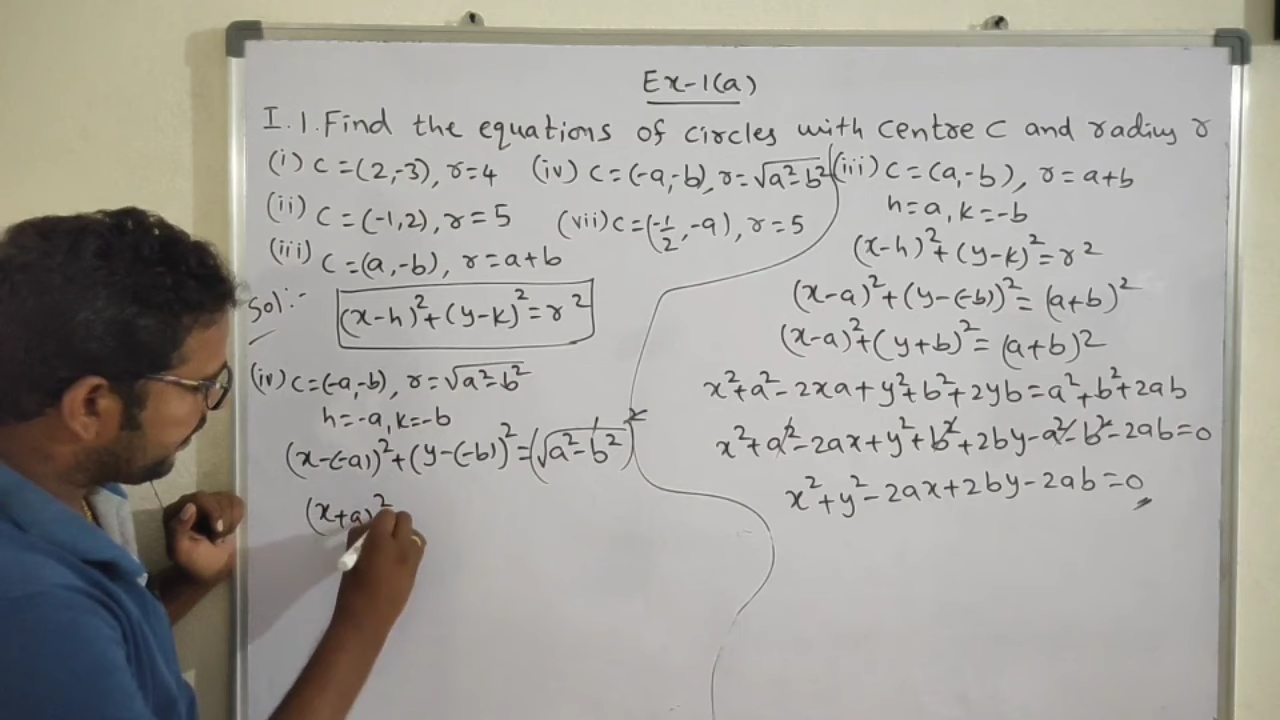 Ex-1(a)
I.1.Find the equations of circles with centre C and radius r
(i) C=(2,-3), r=4 (iv) C=(-a,-b), r=√(a²-b²)
(ii) C=(-1,2), r=5 (vii) C=(-1/2,-9), r=5
(iii) C=(a,-b), r=a+b
Sol:-
(x-h)²+(y-k)²=r²
(iv) C=(-a,-b), r=√(a²-b²)
h=-a, k=-b
(x-(-a))²+(y-(-b))²=(√(a²-b²))²
(x+a)²
(iii) C=(a,-b), r=a+b
h=a, k=-b
(x-h)²+(y-k)²=r²
(x-a)²+(y-(-b))²=(a+b)²
(x-a)²+(y+b)²=(a+b)²
x²+a²-2xa+y²+b²+2yb=a²+b²+2ab
x²+a²-2ax+y²+b²+2by-a²-b²-2ab=0
x²+y²-2ax+2by-2ab=0